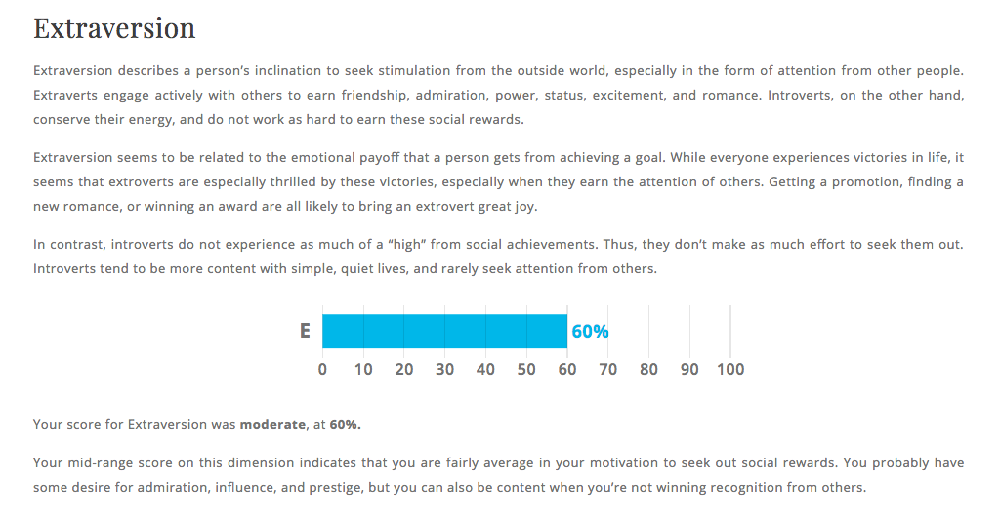 Extraversion
Extraversion describes a person’s inclination to seek stimulation from the outside world, especially in the form of attention from other people.
Extraverts engage actively with others to earn friendship, admiration, power, status, excitement, and romance. Introverts, on the other hand,
conserve their energy, and do not work as hard to earn these social rewards.
Extraversion seems to be related to the emotional payoff that a person gets from achieving a goal. While everyone experiences victories in life, it
seems that extroverts are especially thrilled by these victories, especially when they earn the attention of others. Getting a promotion, finding a
new romance, or winning an award are all likely to bring an extrovert great joy.
In contrast, introverts do not experience as much of a “high” from social achievements. Thus, they don’t make as much effort to seek them out.
Introverts tend to be more content with simple, quiet lives, and rarely seek attention from others.
E 60%
0 10 20 30 40 50 60 70 80 90 100
Your score for Extraversion was moderate, at 60%.
Your mid-range score on this dimension indicates that you are fairly average in your motivation to seek out social rewards. You probably have
some desire for admiration, influence, and prestige, but you can also be content when you’re not winning recognition from others.